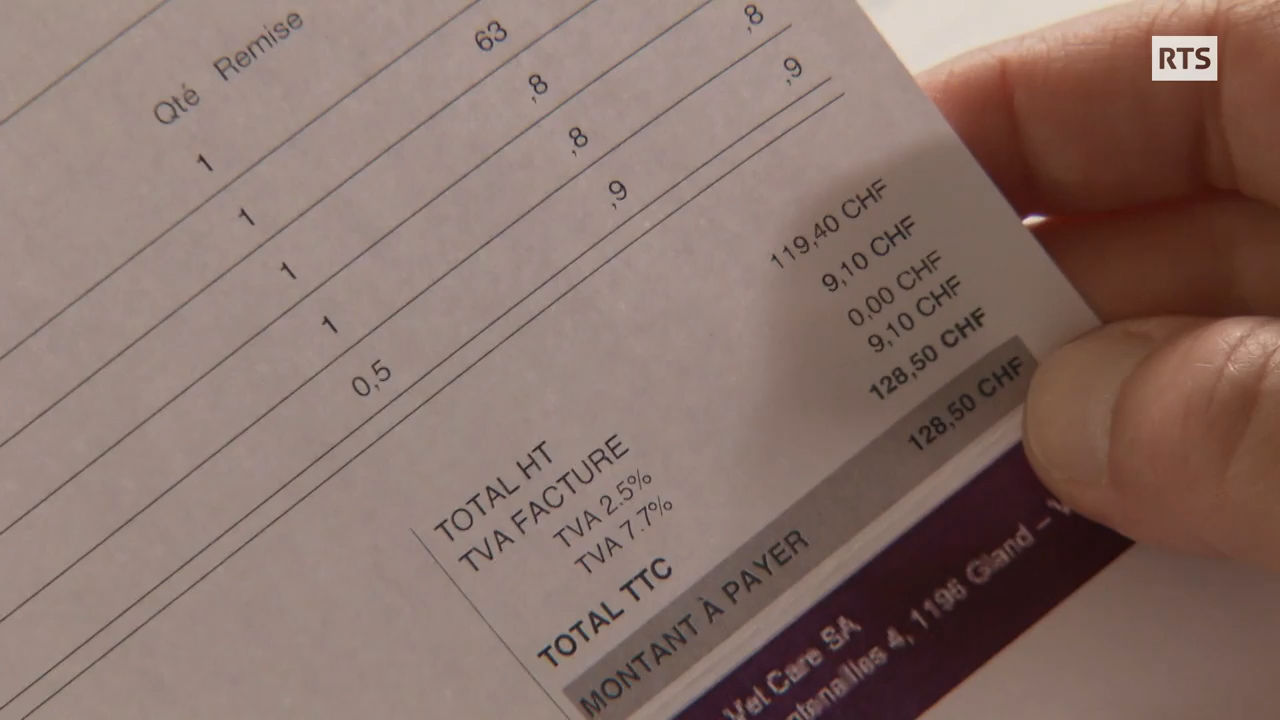 RTS
Qté Remise
1 63
1 ,8 ,8
1 ,8 ,9
1 ,9
0,5
TOTAL HT 119,40 CHF
TVA FACTURE 9,10 CHF
TVA 2.5% 0,00 CHF
TVA 7.7% 9,10 CHF
TOTAL TTC 128,50 CHF
MONTANT À PAYER 128,50 CHF
Vet Care SA
4, 1196 Gland –